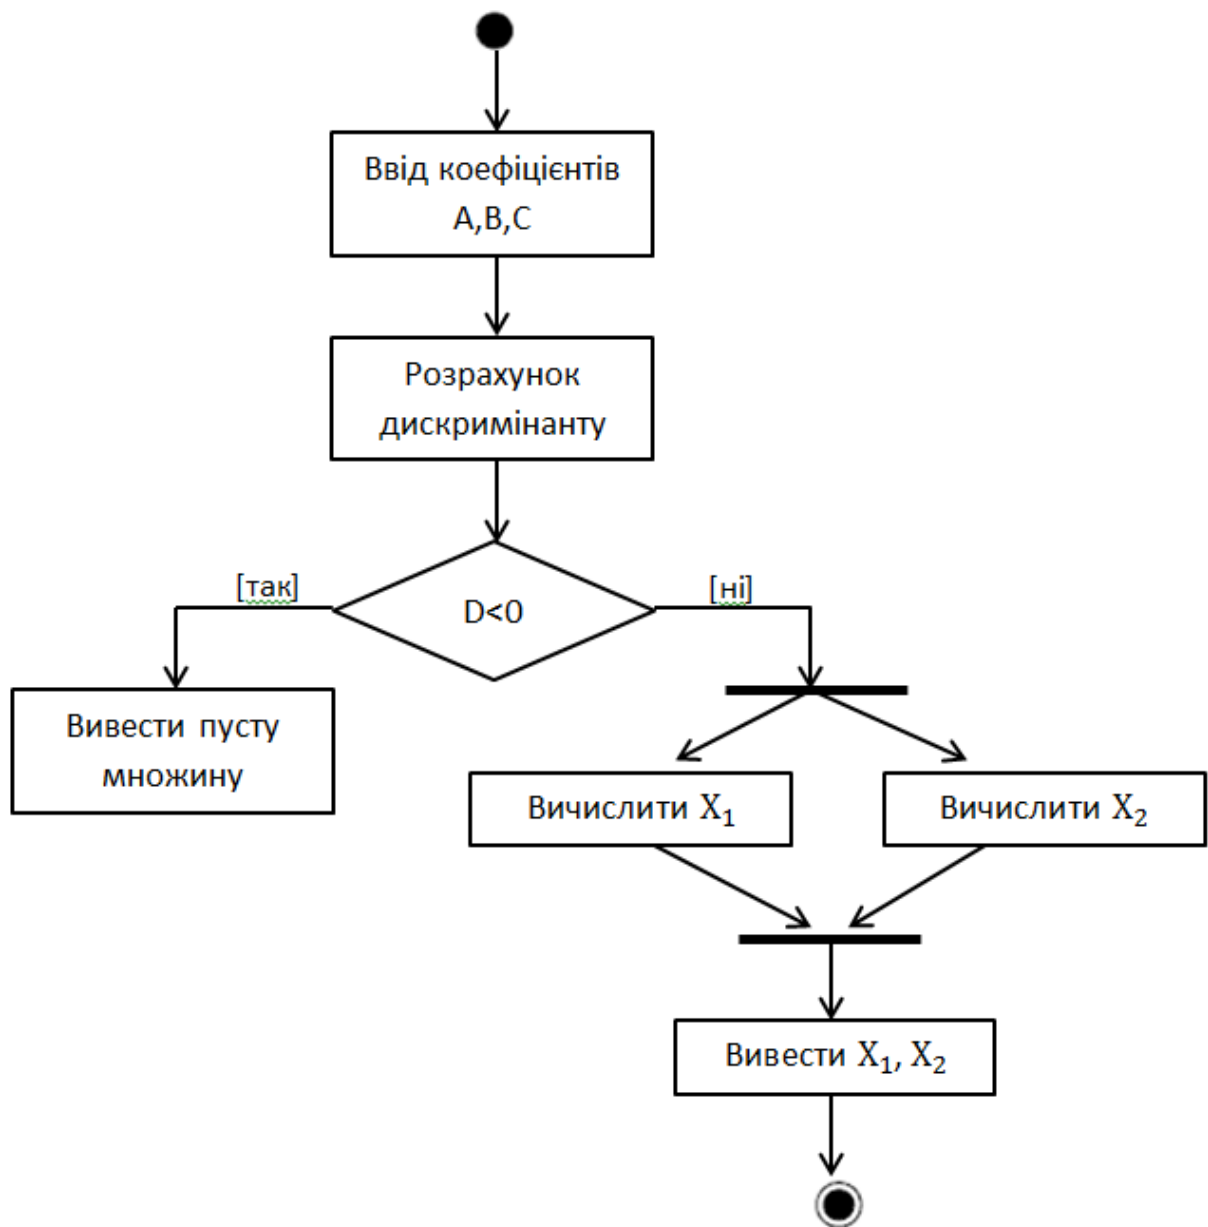 Ввід коефіцієнтів
A,B,C
Розрахунок
дискримінанту
[так]
[ні]
D<0
Вивести пусту
множину
Вичислити X₁
Вичислити X₂
Вивести X₁, X₂